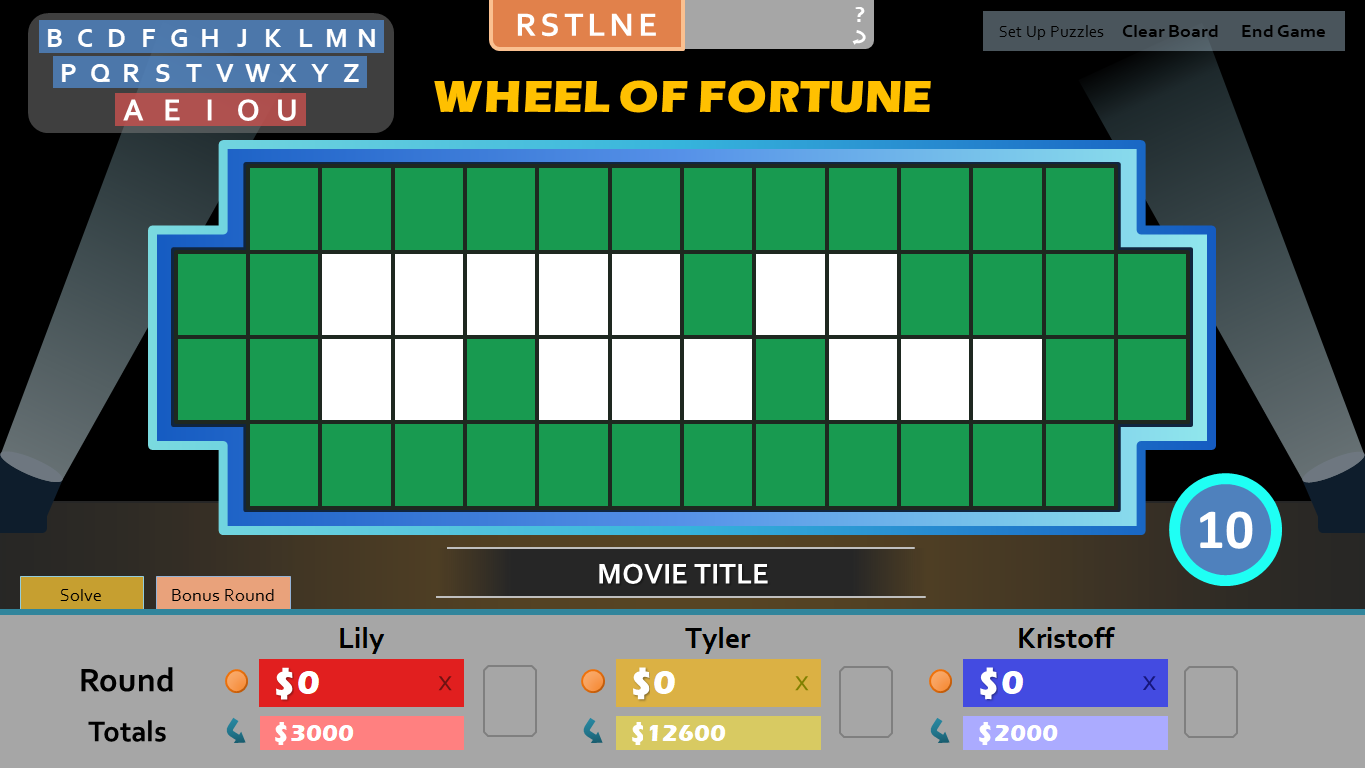 B C D F G H J K L M N
P Q R S T V W X Y Z
A E I O U
RSTLNE
?
Set Up Puzzles Clear Board End Game
WHEEL OF FORTUNE
10
MOVIE TITLE
Solve Bonus Round
Lily Tyler Kristoff
Round $0 X $0 X $0 X
Totals $3000 $12600 $2000